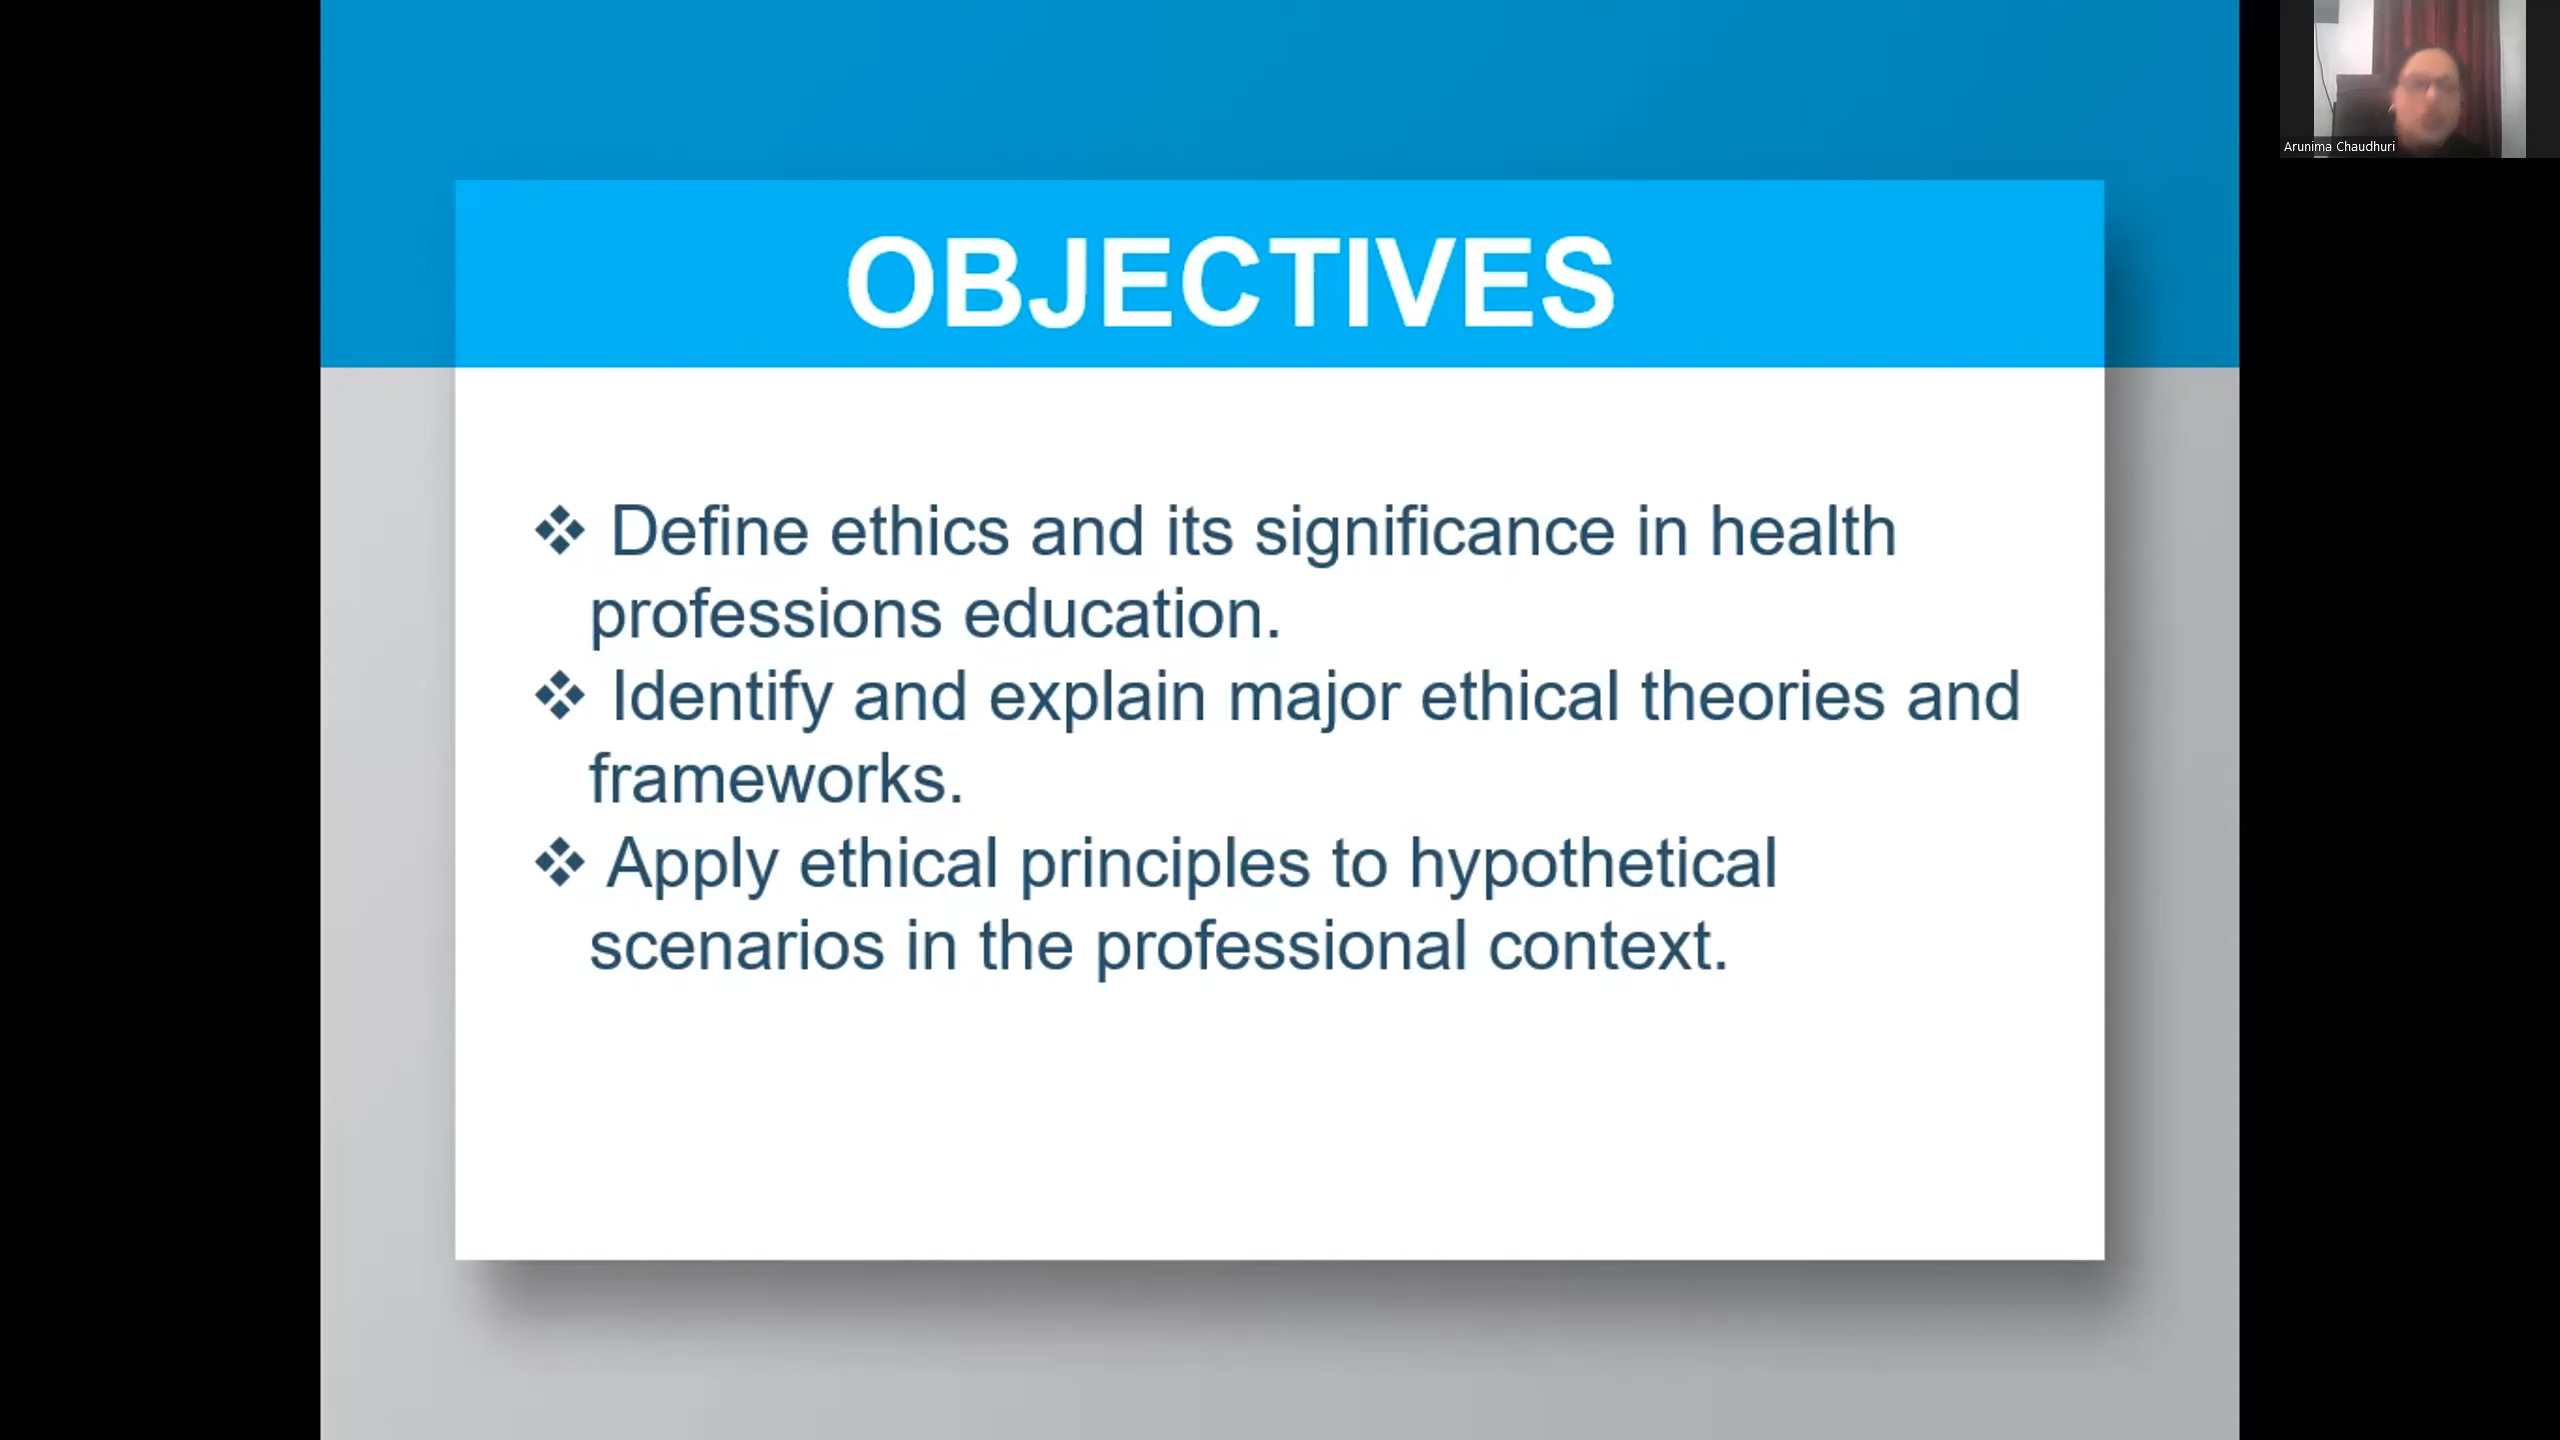 Arunima Chaudhuri
OBJECTIVES
❖ Define ethics and its significance in health
professions education.
❖ Identify and explain major ethical theories and
frameworks.
❖ Apply ethical principles to hypothetical
scenarios in the professional context.